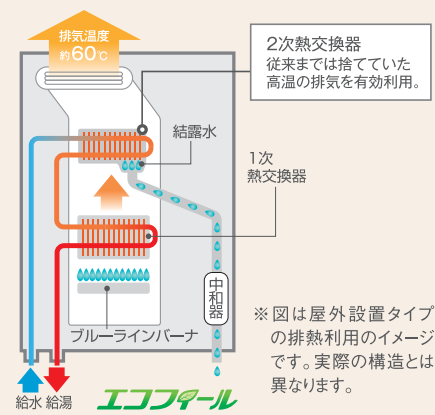 排気温度
約60℃
2次熱交換器
従来までは捨てていた
高温の排気を有効利用。
結露水
1次
熱交換器
中和器
ブルーラインバーナ
※図は屋外設置タイプ
の排熱利用のイメージ
です。実際の構造とは
異なります。
給水 給湯
エコフィール